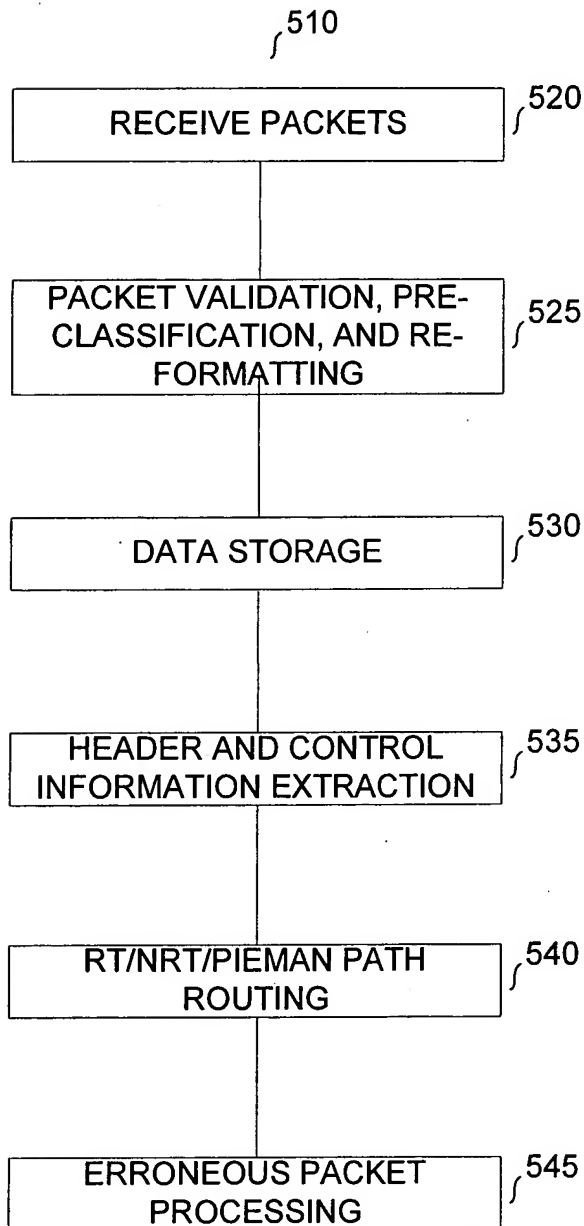 510
RECEIVE PACKETS
520
PACKET VALIDATION, PRE-
CLASSIFICATION, AND RE-
FORMATTING
525
DATA STORAGE
530
HEADER AND CONTROL
INFORMATION EXTRACTION
535
RT/NRT/PIEMAN PATH
ROUTING
540
ERRONEOUS PACKET
PROCESSING
545